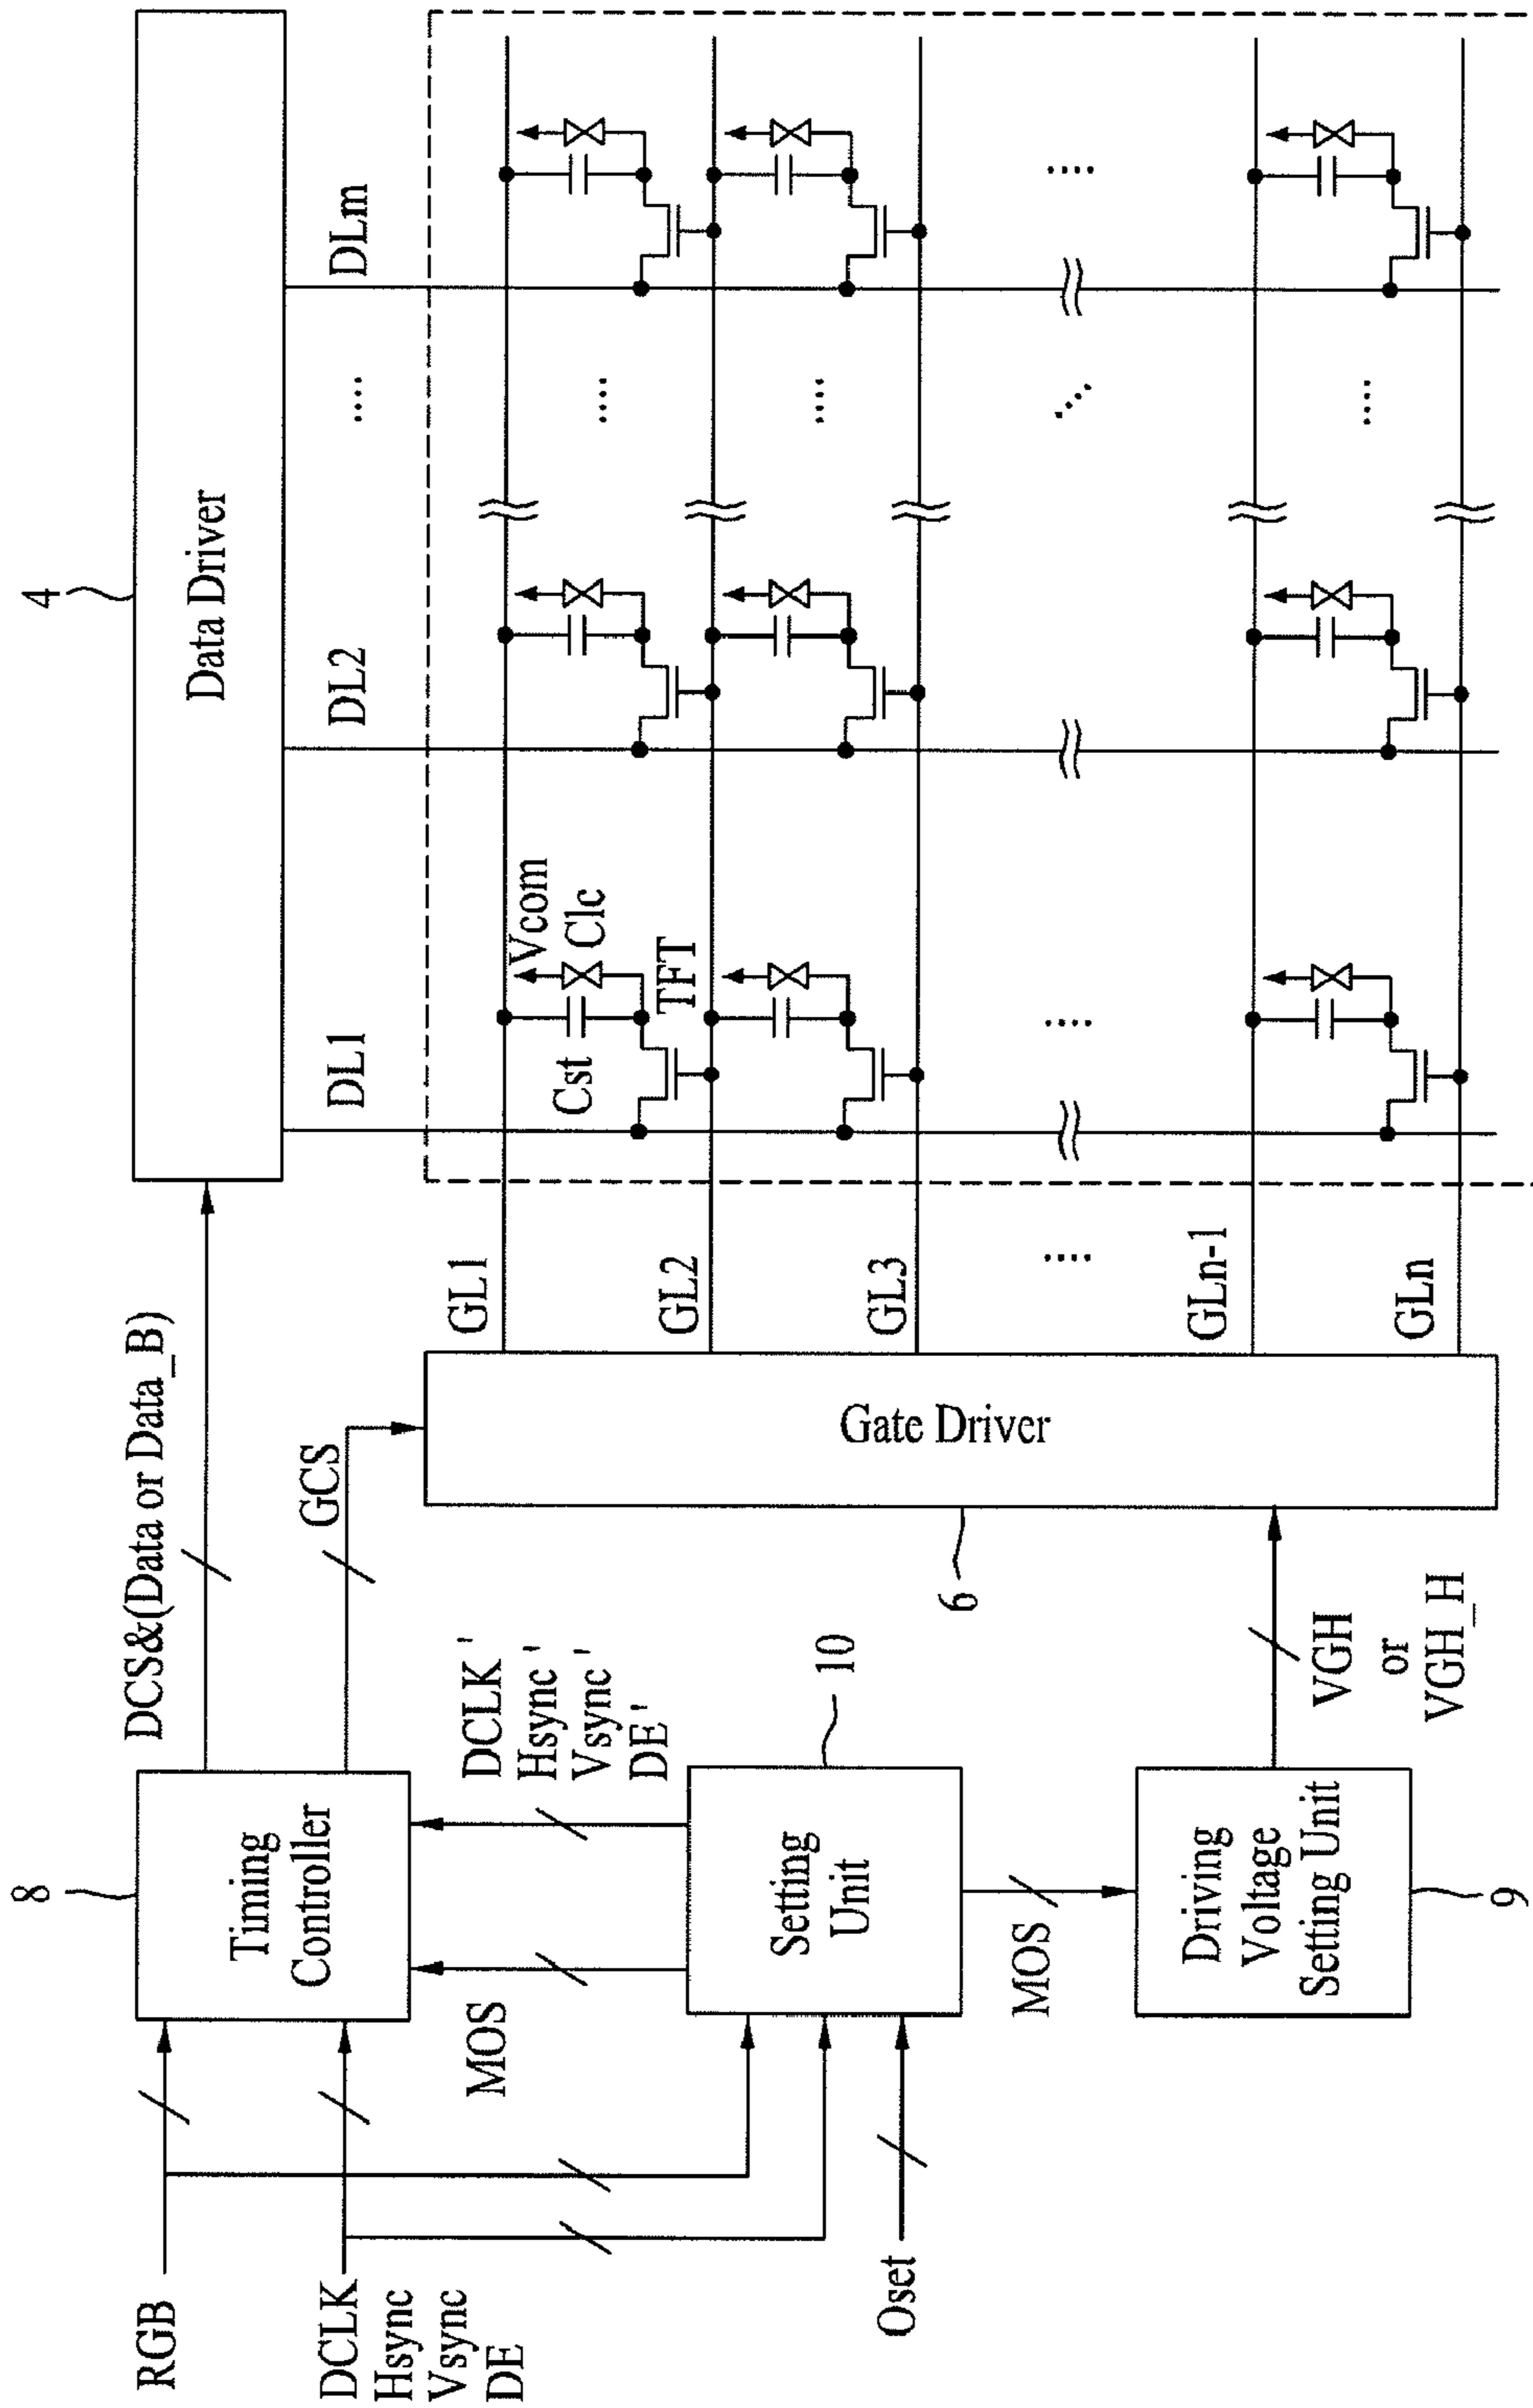 RGB
DCLK
Hsync
Vsync
DE
Oset
8
Timing
Controller
MOS
DCLK'
Hsync'
Vsync'
DE'
Setting
Unit
10
MOS
Driving
Voltage
Setting Unit
9
DCS&(Data or Data_B)
GCS
VGH
or
VGH_H
4
Data Driver
6
Gate Driver
GL1
GL2
GL3
....
GLn-1
GLn
DL1
DL2
....
DLm
Vcom
Clc
Cst
TFT
....
....
....
....
....
....